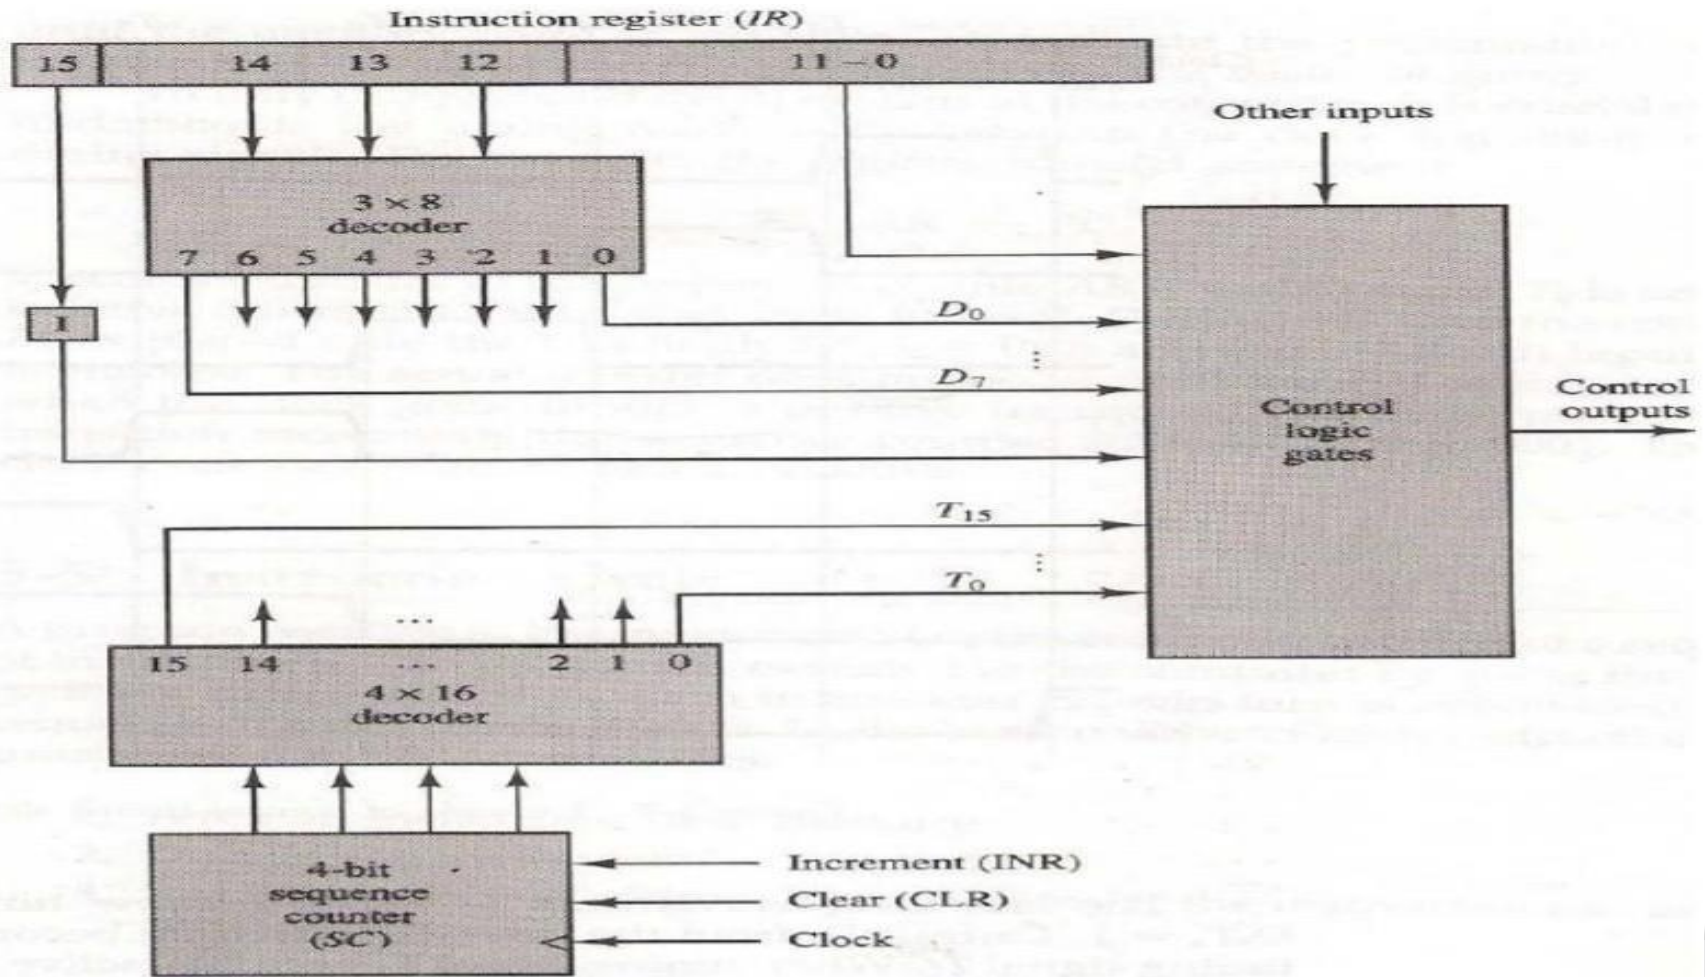 Instruction register (IR)
15 14 13 12 11 – 0
Other inputs
3 × 8
decoder
7 6 5 4 3 2 1 0
I
D0
⋮
D7
Control
logic
gates
Control
outputs
T15
⋮
T0
...
15 14 ... 2 1 0
4 × 16
decoder
4-bit
sequence
counter
(SC)
Increment (INR)
Clear (CLR)
Clock